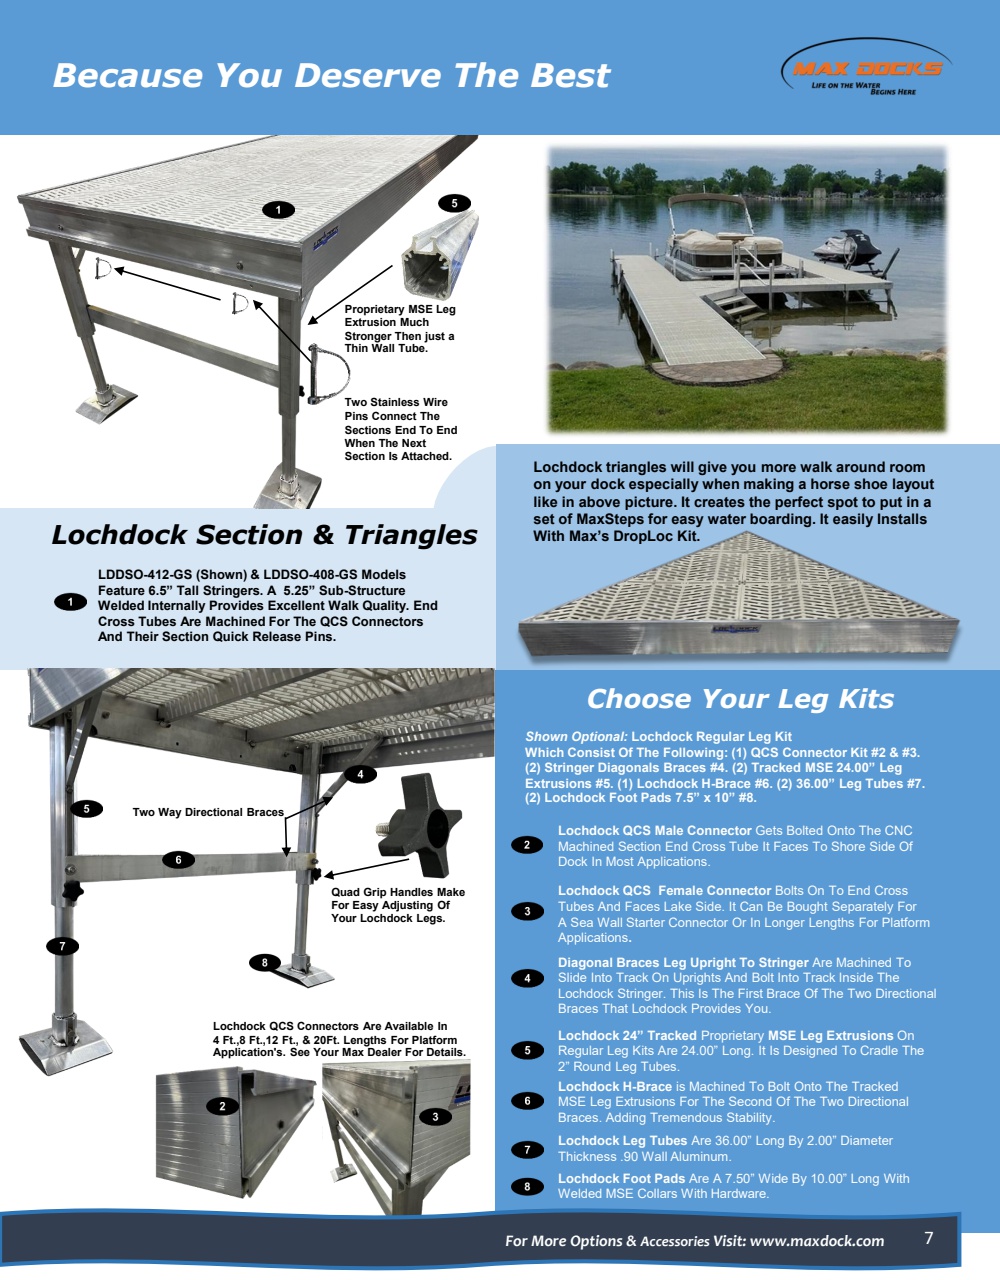 Because You Deserve The Best
MAX DOCKS
LIFE ON THE WATER
BEGINS HERE
1
5
LOCHDOCK
Proprietary MSE Leg
Extrusion Much
Stronger Then just a
Thin Wall Tube.
Two Stainless Wire
Pins Connect The
Sections End To End
When The Next
Section Is Attached.
Lochdock triangles will give you more walk around room
on your dock especially when making a horse shoe layout
like in above picture. It creates the perfect spot to put in a
set of MaxSteps for easy water boarding. It easily Installs
With Max's DropLoc Kit.
LOCHDOCK
Lochdock Section & Triangles
1
LDDSO-412-GS (Shown) & LDDSO-408-GS Models
Feature 6.5” Tall Stringers. A 5.25” Sub-Structure
Welded Internally Provides Excellent Walk Quality. End
Cross Tubes Are Machined For The QCS Connectors
And Their Section Quick Release Pins.
4
5
Two Way Directional Braces
6
Quad Grip Handles Make
For Easy Adjusting Of
Your Lochdock Legs.
7
8
Lochdock QCS Connectors Are Available In
4 Ft.,8 Ft.,12 Ft., & 20Ft. Lengths For Platform
Application's. See Your Max Dealer For Details.
2
3
Choose Your Leg Kits
Shown Optional: Lochdock Regular Leg Kit
Which Consist Of The Following: (1) QCS Connector Kit #2 & #3.
(2) Stringer Diagonals Braces #4. (2) Tracked MSE 24.00” Leg
Extrusions #5. (1) Lochdock H-Brace #6. (2) 36.00” Leg Tubes #7.
(2) Lochdock Foot Pads 7.5” x 10” #8.
2
Lochdock QCS Male Connector Gets Bolted Onto The CNC
Machined Section End Cross Tube It Faces To Shore Side Of
Dock In Most Applications.
3
Lochdock QCS Female Connector Bolts On To End Cross
Tubes And Faces Lake Side. It Can Be Bought Separately For
A Sea Wall Starter Connector Or In Longer Lengths For Platform
Applications.
4
Diagonal Braces Leg Upright To Stringer Are Machined To
Slide Into Track On Uprights And Bolt Into Track Inside The
Lochdock Stringer. This Is The First Brace Of The Two Directional
Braces That Lochdock Provides You.
5
Lochdock 24” Tracked Proprietary MSE Leg Extrusions On
Regular Leg Kits Are 24.00” Long. It Is Designed To Cradle The
2” Round Leg Tubes.
6
Lochdock H-Brace is Machined To Bolt Onto The Tracked
MSE Leg Extrusions For The Second Of The Two Directional
Braces. Adding Tremendous Stability.
7
Lochdock Leg Tubes Are 36.00” Long By 2.00” Diameter
Thickness .90 Wall Aluminum.
8
Lochdock Foot Pads Are A 7.50” Wide By 10.00” Long With
Welded MSE Collars With Hardware.
For More Options & Accessories Visit: www.maxdock.com
7